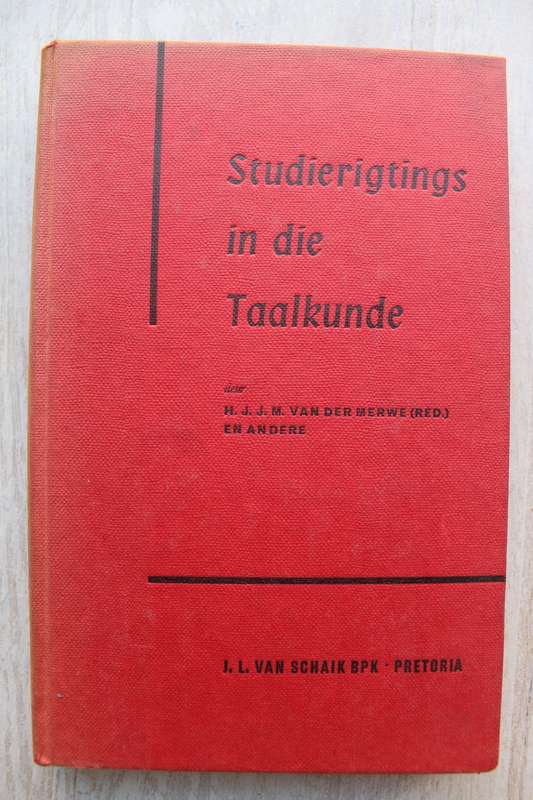 Studierigtings
in die
Taalkunde
deur
H. J. J. M. VAN DER MERWE (RED.)
EN ANDERE
J. L. VAN SCHAIK BPK · PRETORIA